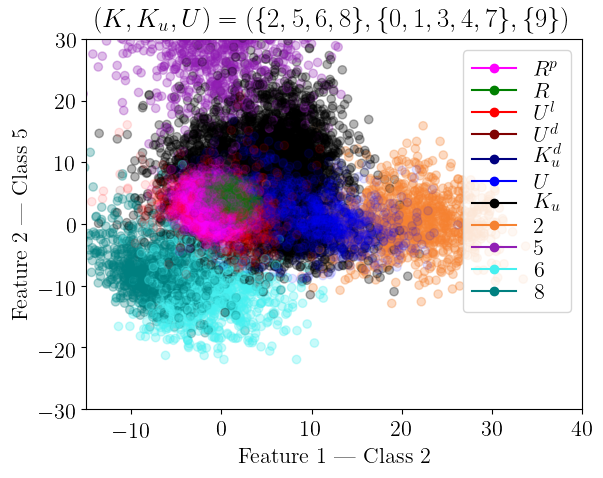 (K, K_u, U) = ({2, 5, 6, 8}, {0, 1, 3, 4, 7}, {9})
30
20
10
0
−10
−20
−30
Feature 2 — Class 5
R^p
R
U^l
U^d
K_u^d
U
K_u
2
5
6
8
−10
0
10
20
30
40
Feature 1 — Class 2